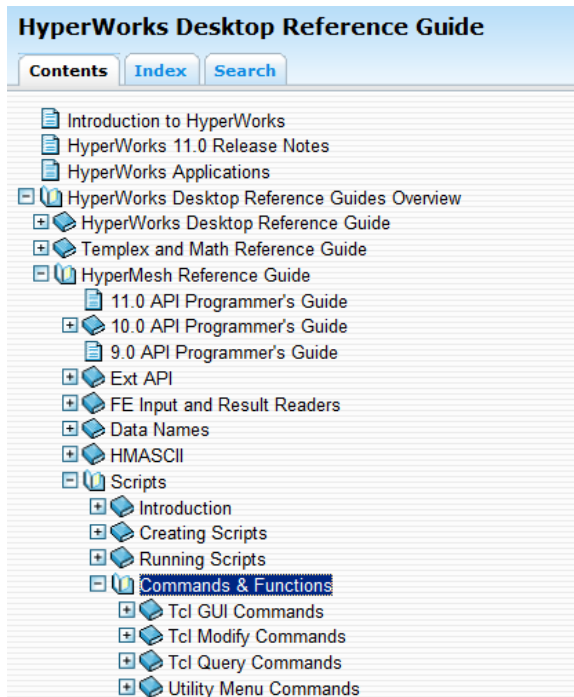 HyperWorks Desktop Reference Guide
Contents Index Search
Introduction to HyperWorks
HyperWorks 11.0 Release Notes
HyperWorks Applications
HyperWorks Desktop Reference Guides Overview
HyperWorks Desktop Reference Guide
Templex and Math Reference Guide
HyperMesh Reference Guide
11.0 API Programmer's Guide
10.0 API Programmer's Guide
9.0 API Programmer's Guide
Ext API
FE Input and Result Readers
Data Names
HMASCII
Scripts
Introduction
Creating Scripts
Running Scripts
Commands & Functions
Tcl GUI Commands
Tcl Modify Commands
Tcl Query Commands
Utility Menu Commands